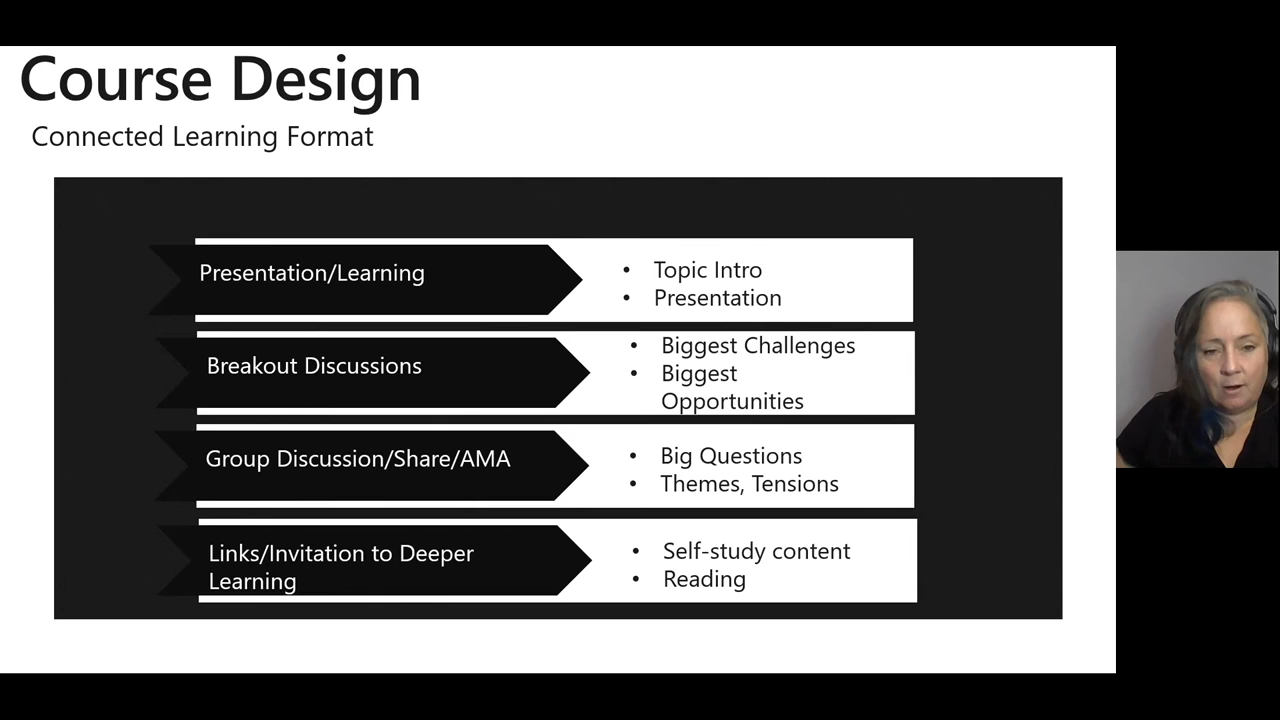 Course Design
Connected Learning Format
Presentation/Learning
• Topic Intro
• Presentation
Breakout Discussions
• Biggest Challenges
• Biggest
Opportunities
Group Discussion/Share/AMA
• Big Questions
• Themes, Tensions
Links/Invitation to Deeper
Learning
• Self-study content
• Reading